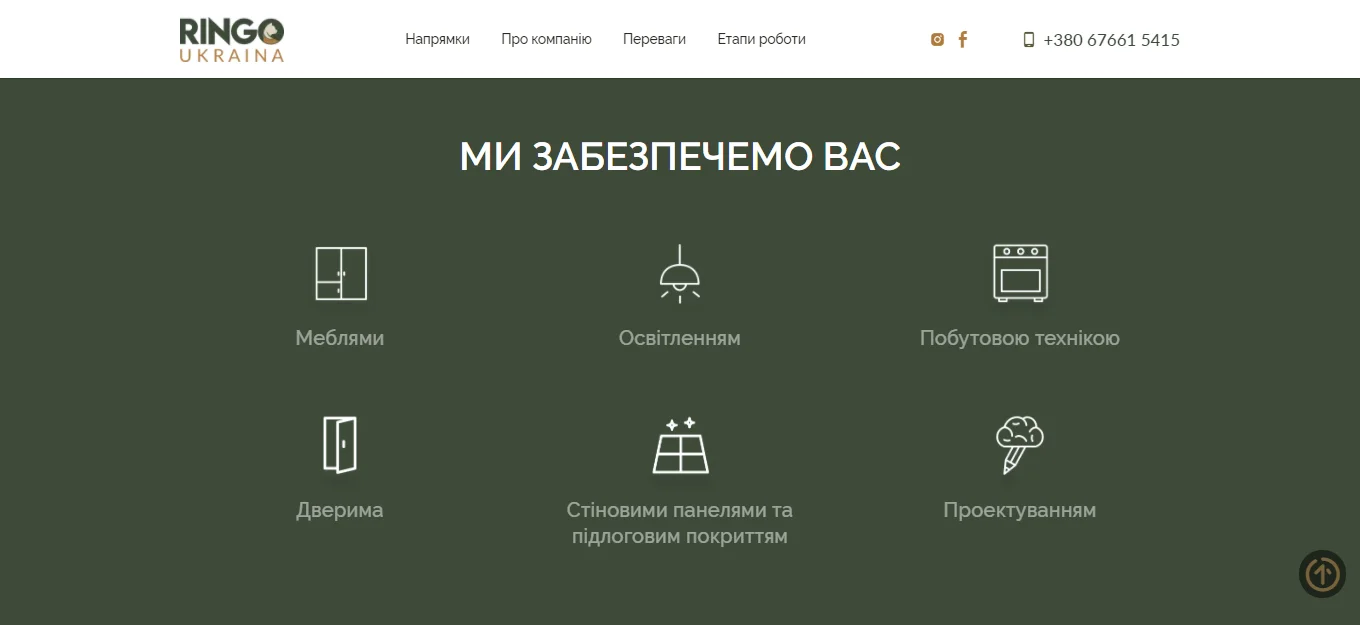 RINGO
UKRAINA
Напрямки
Про компанію
Переваги
Етапи роботи
+380 67661 5415
МИ ЗАБЕЗПЕЧЕМО ВАС
Меблями
Освітленням
Побутовою технікою
Дверима
Стіновими панелями та
підлоговим покриттям
Проектуванням